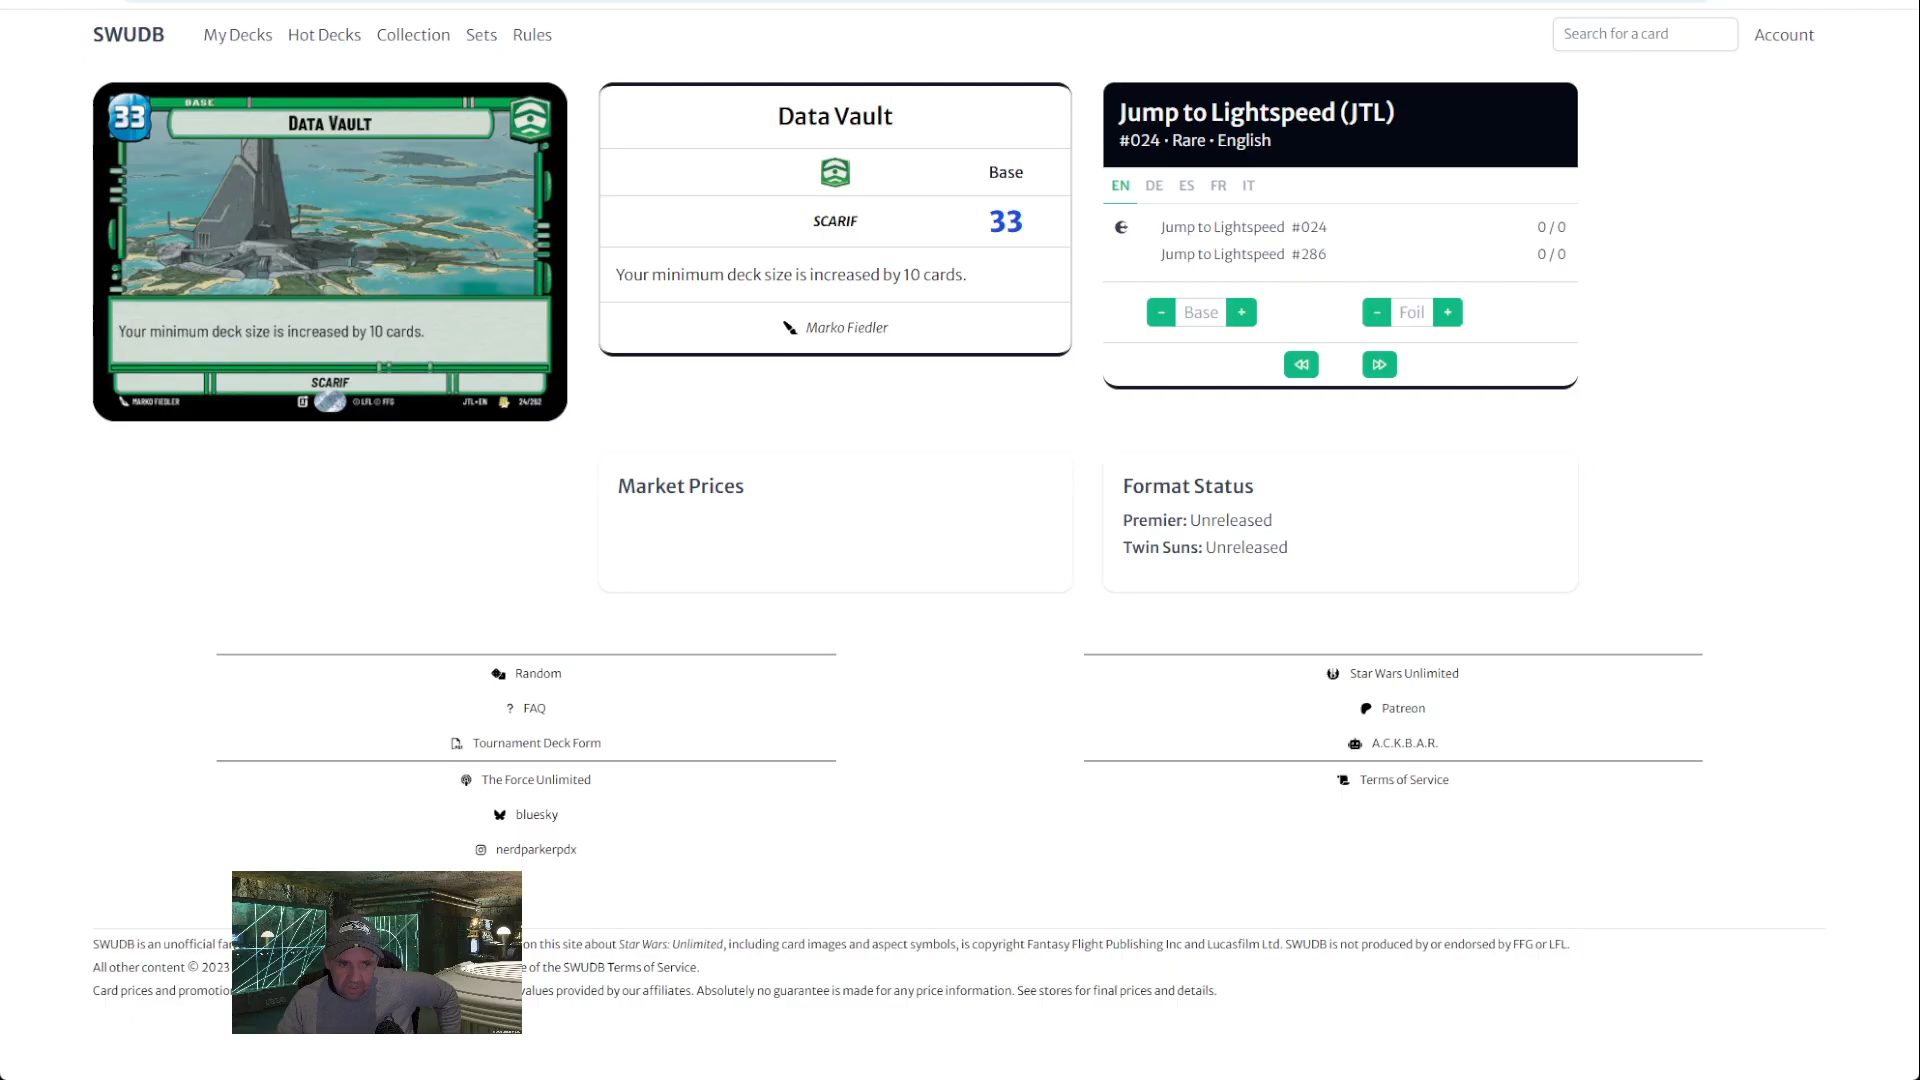 SWUDB
My Decks Hot Decks Collection Sets Rules
Search for a card
Account
BASE
33
DATA VAULT
Your minimum deck size is increased by 10 cards.
SCARIF
MARKO FIEDLER
LFL FFG
JTL•EN
24/262
Data Vault
Base
SCARIF 33
Your minimum deck size is increased by 10 cards.
Marko Fiedler
Jump to Lightspeed (JTL)
#024 • Rare • English
EN DE ES FR IT
Jump to Lightspeed #024 0 / 0
Jump to Lightspeed #286 0 / 0
- Base +
- Foil +
Market Prices
Format Status
Premier: Unreleased
Twin Suns: Unreleased
Random
? FAQ
Tournament Deck Form
The Force Unlimited
bluesky
nerdparkerpdx
Star Wars Unlimited
Patreon
A.C.K.B.A.R.
Terms of Service
SWUDB is an unofficial on this site about Star Wars: Unlimited, including card images and aspect symbols, is copyright Fantasy Flight Publishing Inc and Lucasfilm Ltd. SWUDB is not produced by or endorsed by FFG or LFL.
All other content © 2023 of the SWUDB Terms of Service.
Card prices and values provided by our affiliates. Absolutely no guarantee is made for any price information. See stores for final prices and details.